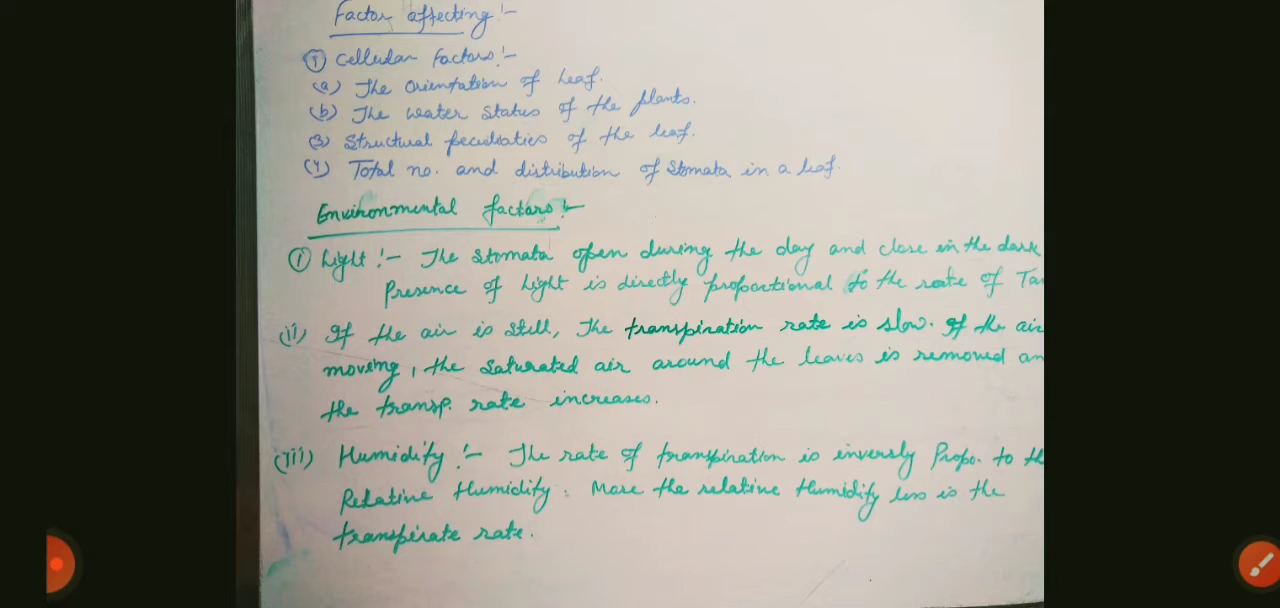 Factor affecting :-
① Cellular factors :-
(a) The Orientation of leaf.
(b) The water status of the plants.
(3) Structural peculiaties of the leaf.
(4) Total no. and distribution of Stomata in a leaf.
Environmental factors :-
① Light :- The Stomata open during the day and close in the dark
Presence of light is directly proportional to the rate of Tran
(ii) If the air is still, The transpiration rate is slow. If the air
moving, the saturated air around the leaves is removed an
the transp. rate increases.
(iii) Humidity :- The rate of transpiration is inversly Propo. to th
Relative Humidity. More the relative Humidity less is the
transpirate rate.